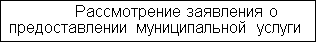 Рассмотрение заявления о
предоставлении муниципальной услуги